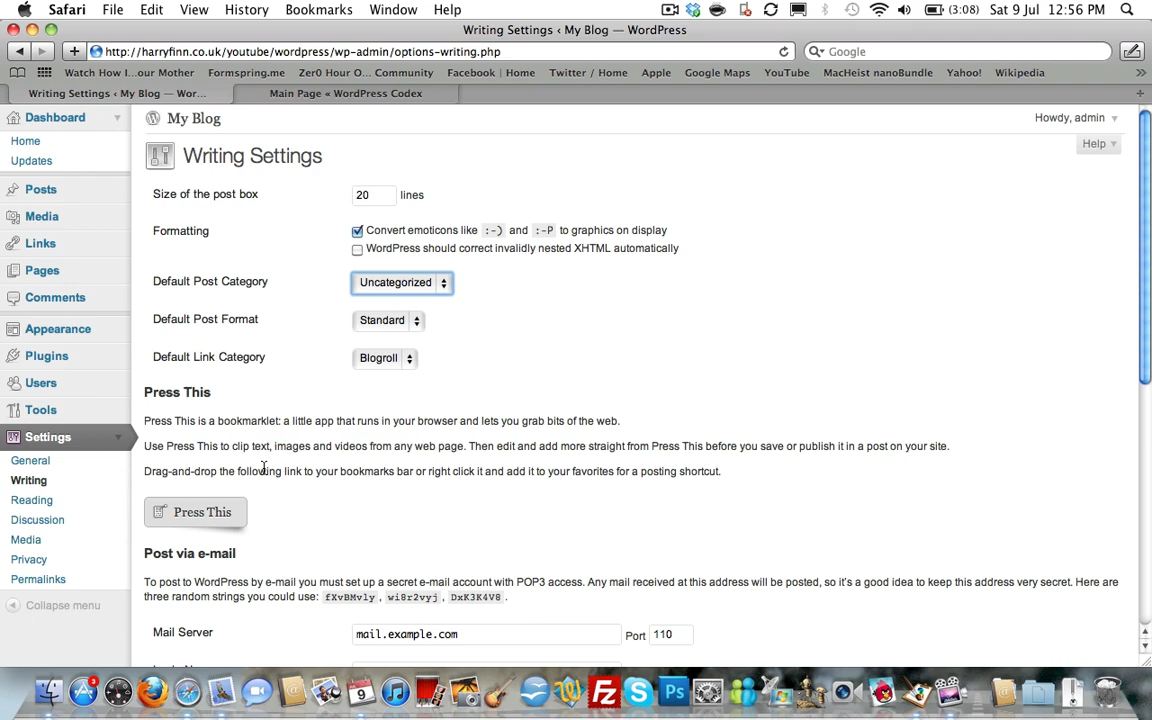 Safari File Edit View History Bookmarks Window Help (3:08) Sat 9 Jul 12:56 PM
Writing Settings ‹ My Blog — WordPress
http://harryfinn.co.uk/youtube/wordpress/wp-admin/options-writing.php Google
Watch How I...our Mother Formspring.me Zer0 Hour O... Community Facebook | Home Twitter / Home Apple Google Maps YouTube MacHeist nanoBundle Yahoo! Wikipedia »
Writing Settings ‹ My Blog — Wor... Main Page « WordPress Codex
Dashboard
Home
Updates
Posts
Media
Links
Pages
Comments
Appearance
Plugins
Users
Tools
Settings
General
Writing
Reading
Discussion
Media
Privacy
Permalinks
Collapse menu
My Blog Howdy, admin
Help
Writing Settings
Size of the post box 20 lines
Formatting Convert emoticons like :-) and :-P to graphics on display
WordPress should correct invalidly nested XHTML automatically
Default Post Category Uncategorized
Default Post Format Standard
Default Link Category Blogroll
Press This
Press This is a bookmarklet: a little app that runs in your browser and lets you grab bits of the web.
Use Press This to clip text, images and videos from any web page. Then edit and add more straight from Press This before you save or publish it in a post on your site.
Drag-and-drop the following link to your bookmarks bar or right click it and add it to your favorites for a posting shortcut.
Press This
Post via e-mail
To post to WordPress by e-mail you must set up a secret e-mail account with POP3 access. Any mail received at this address will be posted, so it's a good idea to keep this address very secret. Here are
three random strings you could use: fXvBMvly , wi8r2vyj , DxK3K4V8 .
Mail Server mail.example.com Port 110
3
9
Fz
S
Ps